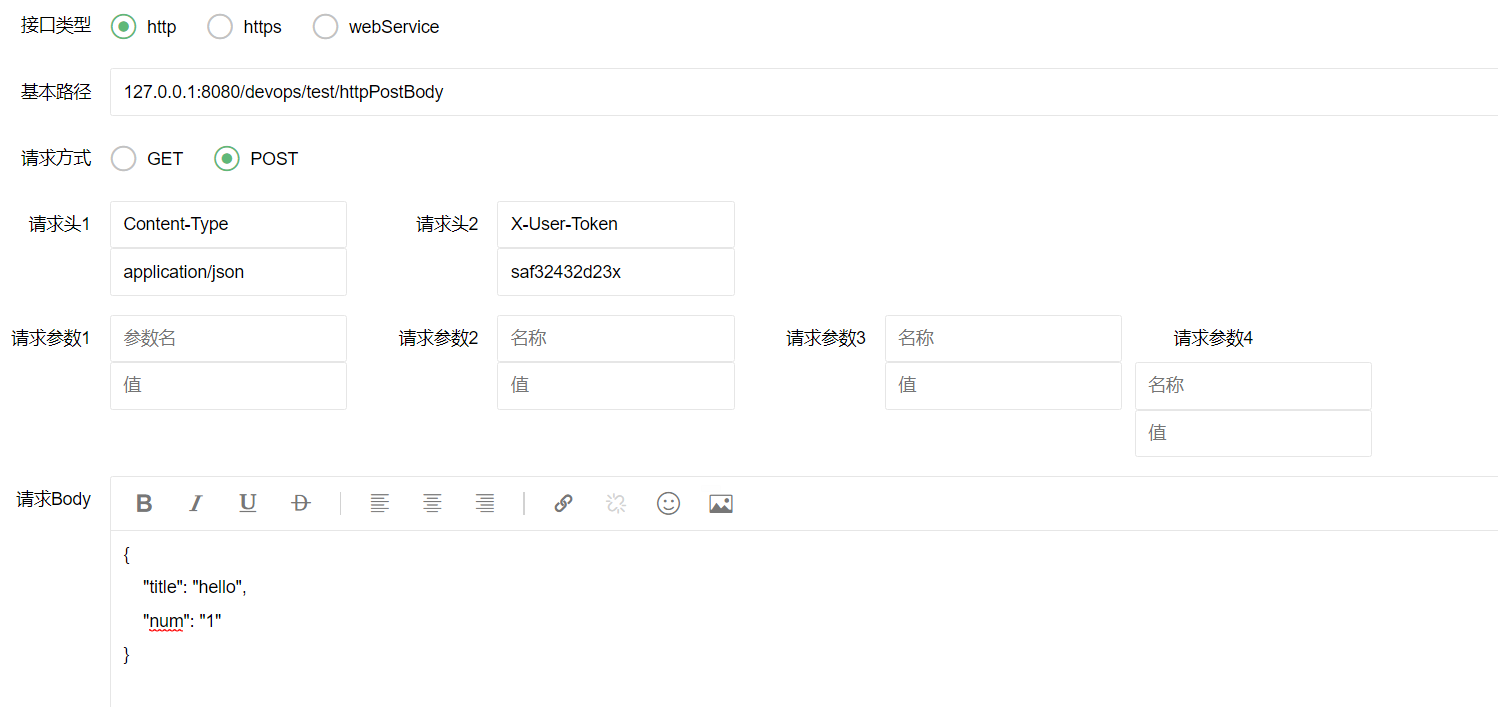 接口类型 http https webService
基本路径 127.0.0.1:8080/devops/test/httpPostBody
请求方式 GET POST
请求头1 Content-Type 请求头2 X-User-Token
application/json saf32432d23x
请求参数1 参数名 请求参数2 名称 请求参数3 名称 请求参数4
值 值 值 名称
值
请求Body B I U D
{
"title": "hello",
"num": "1"
}